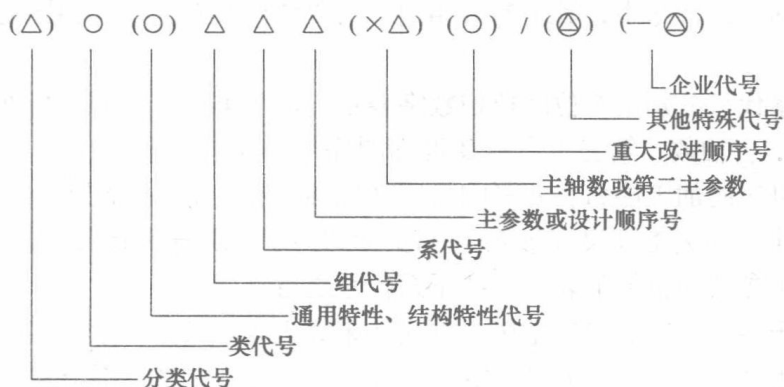 (△) ○ (○) △ △ △ (×△) (○) / (◎) (— ◎)
企业代号
其他特殊代号
重大改进顺序号
主轴数或第二主参数
主参数或设计顺序号
系代号
组代号
通用特性、结构特性代号
类代号
分类代号